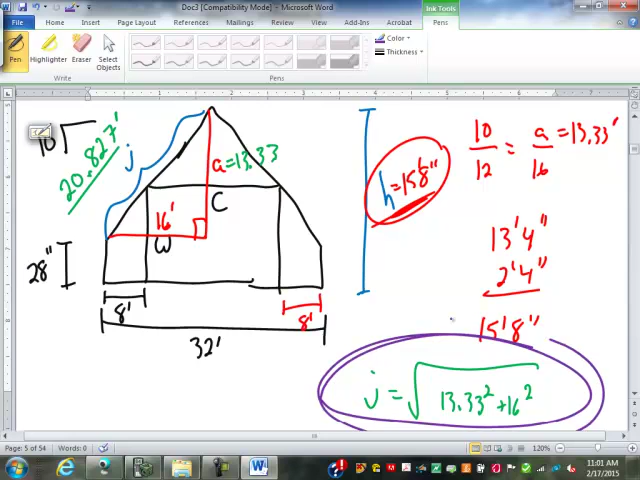 Doc3 [Compatibility Mode] - Microsoft Word
Ink Tools
File
Home
Insert
Page Layout
References
Mailings
Review
View
Add-Ins
Acrobat
Pen
Pen
Highlighter
Eraser
Select
Objects
Color
Thickness
Write
Pens
10
20.827'
j
a=13.33
16'
C
W
28"
8'
8'
32'
h=15'8"
10/12 = a/16 = 13.33'
13'4"
2'4"
15'8"
j = √13.33²+16²
Page: 5 of 54
Words: 0
120%
11:01 AM
2/17/2015